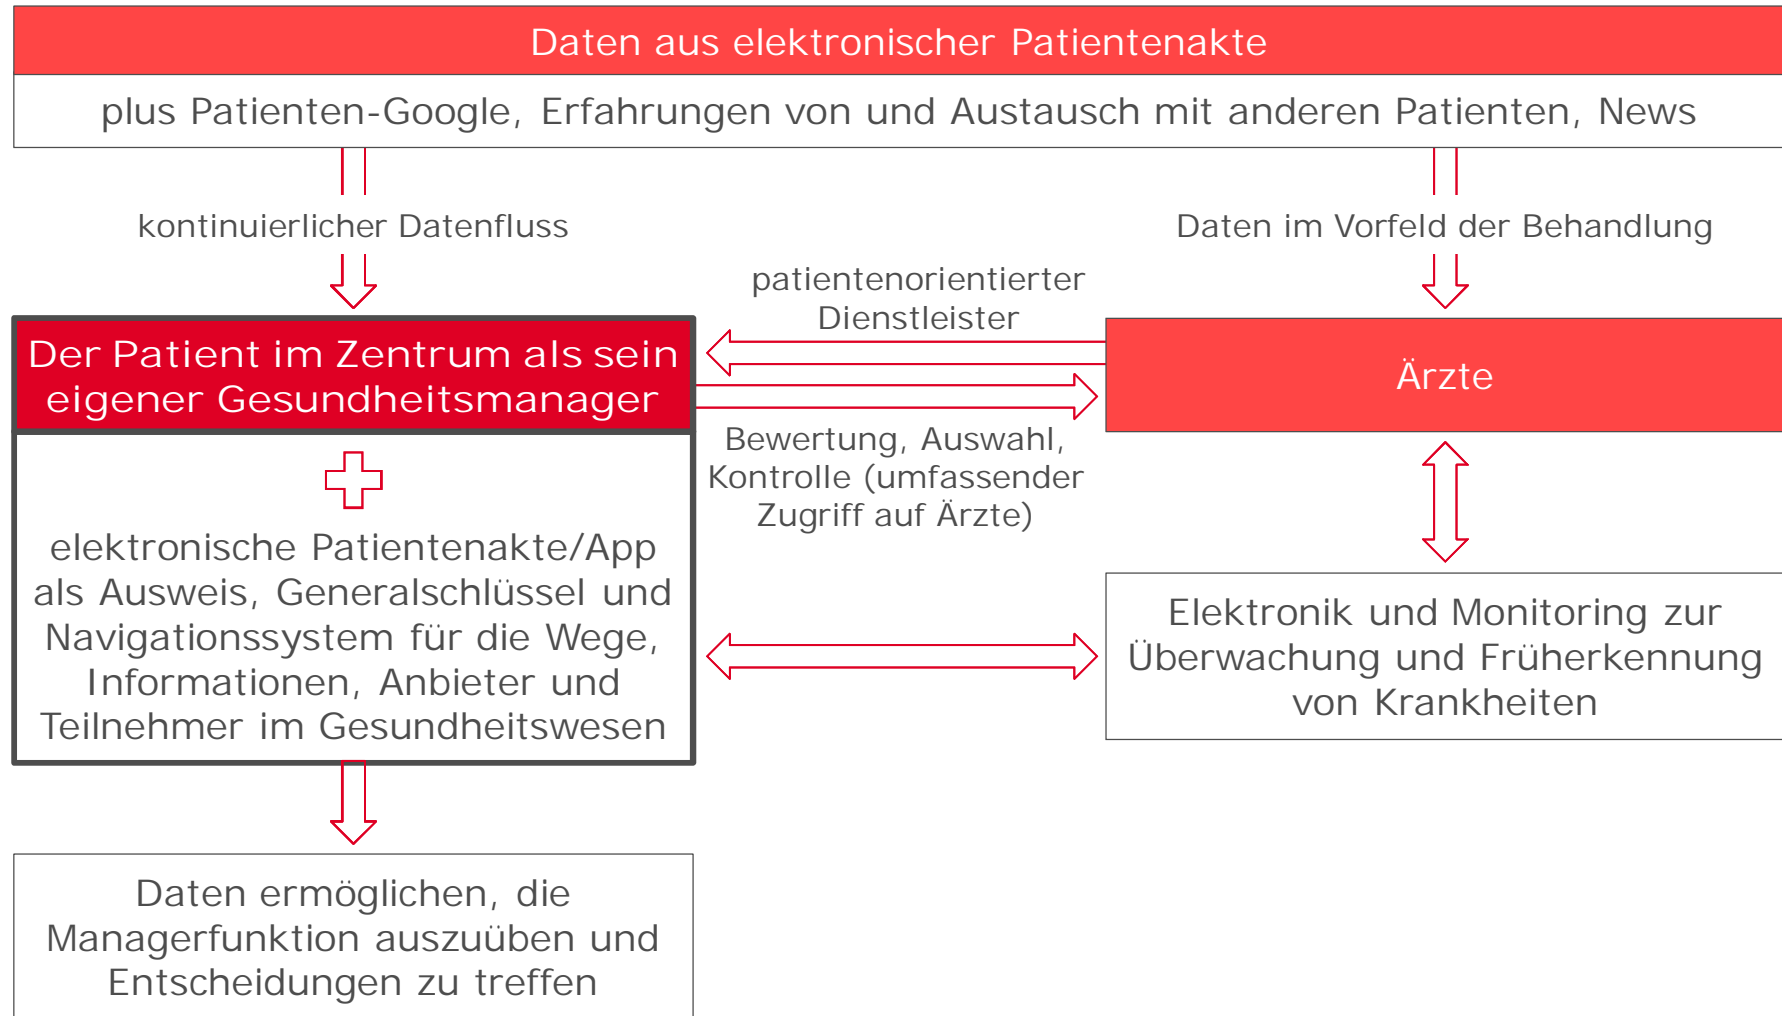 Daten aus elektronischer Patientenakte
plus Patienten-Google, Erfahrungen von und Austausch mit anderen Patienten, News
kontinuierlicher Datenfluss
Daten im Vorfeld der Behandlung
patientenorientierter
Dienstleister
Der Patient im Zentrum als sein
eigener Gesundheitsmanager
Ärzte
Bewertung, Auswahl,
Kontrolle (umfassender
Zugriff auf Ärzte)
elektronische Patientenakte/App
als Ausweis, Generalschlüssel und
Navigationssystem für die Wege,
Informationen, Anbieter und
Teilnehmer im Gesundheitswesen
Elektronik und Monitoring zur
Überwachung und Früherkennung
von Krankheiten
Daten ermöglichen, die
Managerfunktion auszuüben und
Entscheidungen zu treffen